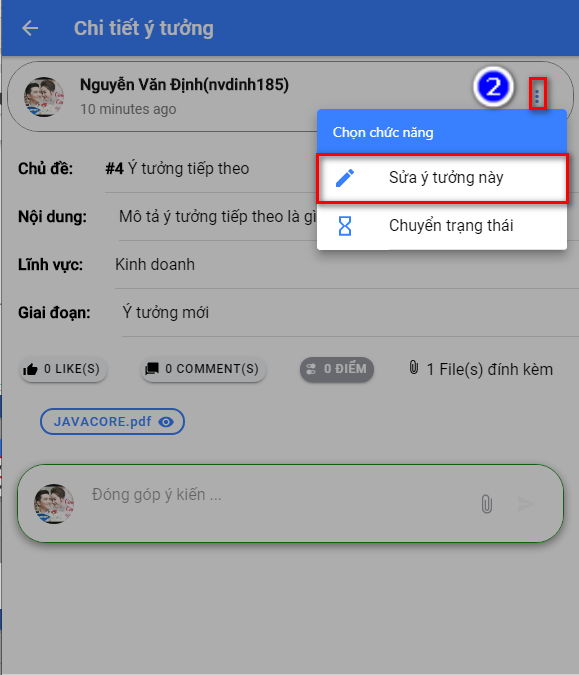 Chi tiết ý tưởng
Nguyễn Văn Định(nvdinh185)
10 minutes ago
2
Chọn chức năng
Sửa ý tưởng này
Chuyển trạng thái
Chủ đề: #4 Ý tưởng tiếp theo
Nội dung: Mô tả ý tưởng tiếp theo là gì
Lĩnh vực: Kinh doanh
Giai đoạn: Ý tưởng mới
0 LIKE(S) 0 COMMENT(S) 0 ĐIỂM 1 File(s) đính kèm
JAVACORE.pdf
Đóng góp ý kiến ...